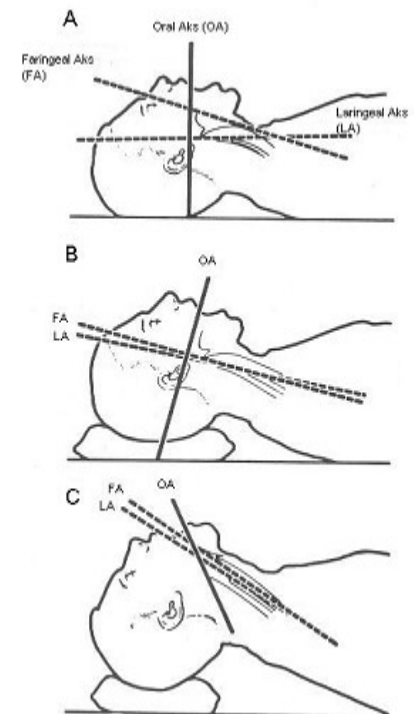 A
Oral Aks (OA)
Faringeal Aks
(FA)
Laringeal Aks
(LA)
B
OA
FA
LA
C
FA
OA
LA